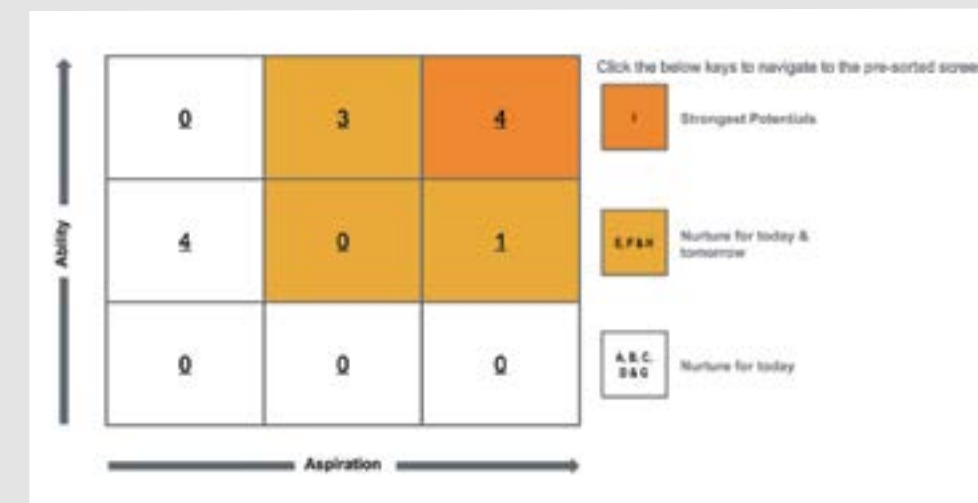 Click the below keys to navigate to the pre-sorted screen
0 3 4
I
Strongest Potentials
Ability
4 0 1
E, F & H
Nurture for today &
tomorrow
0 0 0
A, B, C,
D & G
Nurture for today
Aspiration